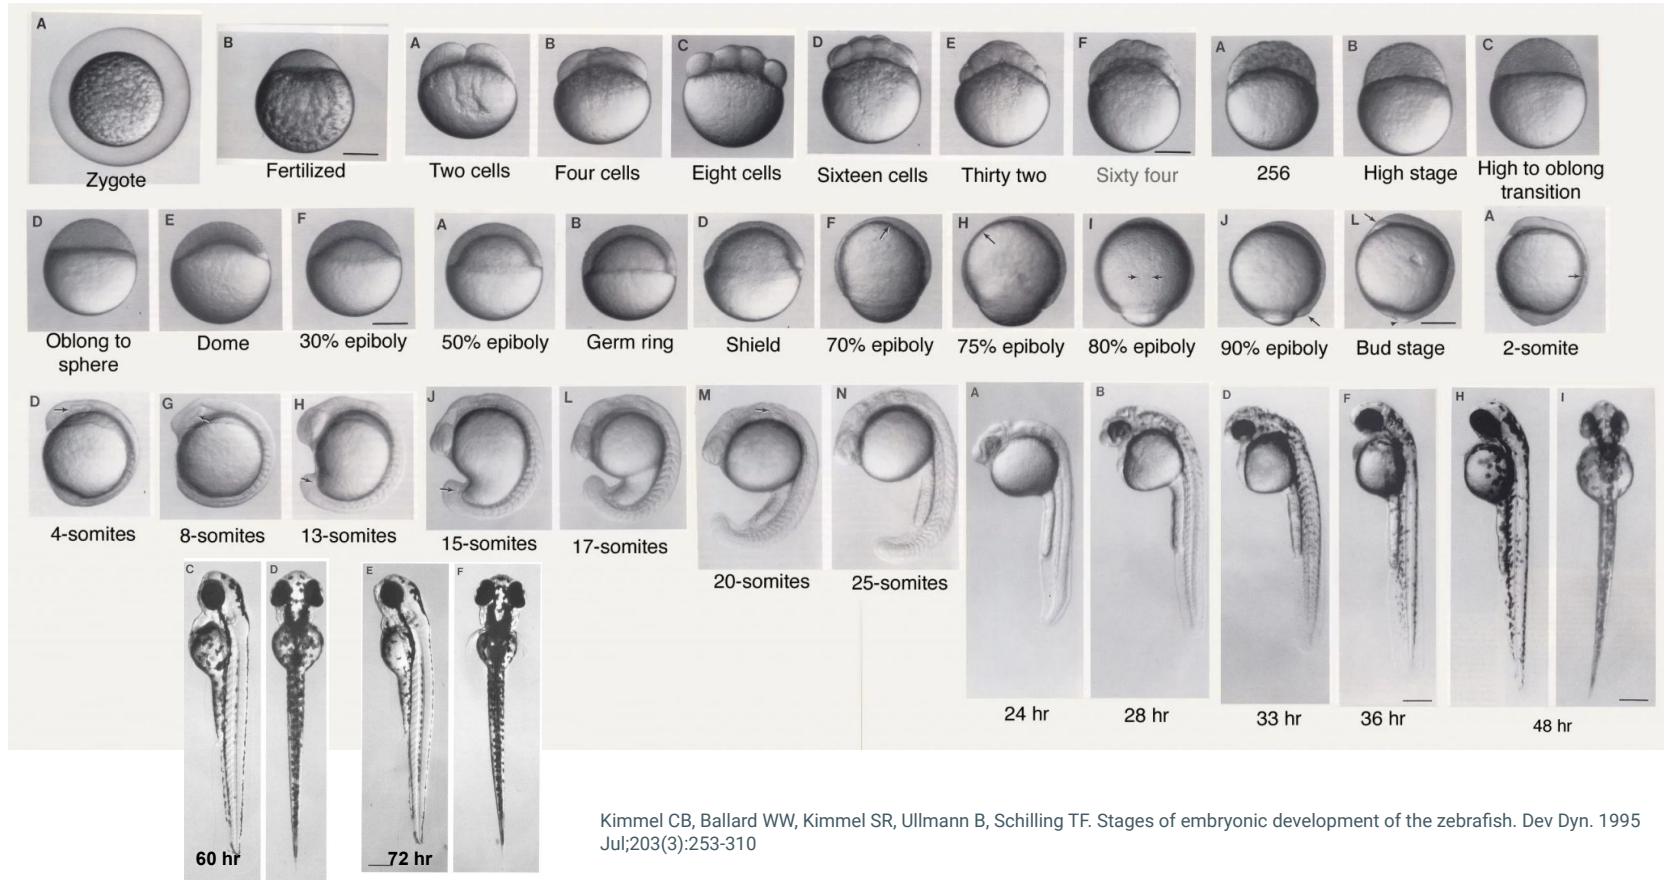 A
B
A
B
C
D
E
F
A
B
C
Zygote
Fertilized
Two cells
Four cells
Eight cells
Sixteen cells
Thirty two
Sixty four
256
High stage
High to oblong
transition
D
E
F
A
B
D
F
H
I
J
L
A
Oblong to
sphere
Dome
30% epiboly
50% epiboly
Germ ring
Shield
70% epiboly
75% epiboly
80% epiboly
90% epiboly
Bud stage
2-somite
D
G
H
J
L
M
N
A
B
D
F
H
I
4-somites
8-somites
13-somites
15-somites
17-somites
20-somites
25-somites
24 hr
28 hr
33 hr
36 hr
48 hr
C
D
E
F
60 hr
72 hr
Kimmel CB, Ballard WW, Kimmel SR, Ullmann B, Schilling TF. Stages of embryonic development of the zebrafish. Dev Dyn. 1995
Jul;203(3):253-310